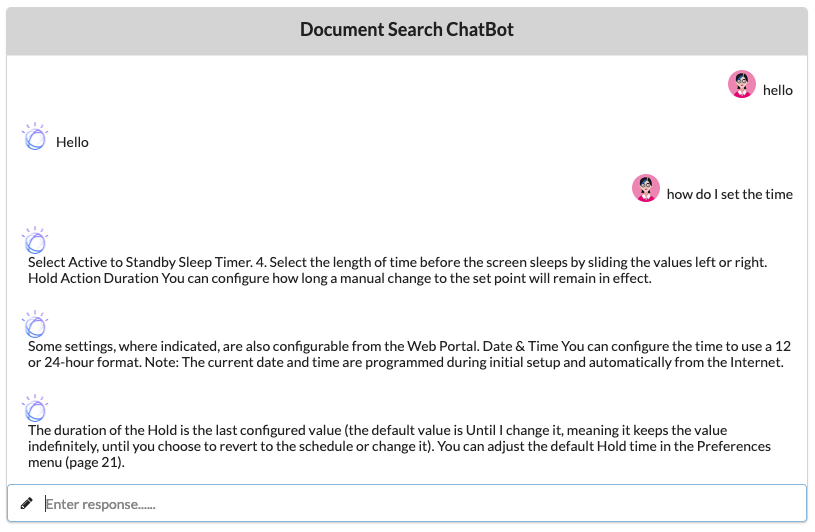 Document Search ChatBot
hello
Hello
how do I set the time
Select Active to Standby Sleep Timer. 4. Select the length of time before the screen sleeps by sliding the values left or right.
Hold Action Duration You can configure how long a manual change to the set point will remain in effect.
Some settings, where indicated, are also configurable from the Web Portal. Date & Time You can configure the time to use a 12
or 24-hour format. Note: The current date and time are programmed during initial setup and automatically from the Internet.
The duration of the Hold is the last configured value (the default value is Until I change it, meaning it keeps the value
indefinitely, until you choose to revert to the schedule or change it). You can adjust the default Hold time in the Preferences
menu (page 21).
Enter response......